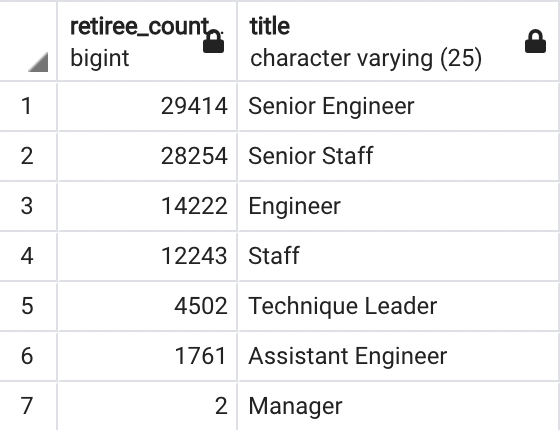 retiree_count. title
bigint character varying (25)
1 29414 Senior Engineer
2 28254 Senior Staff
3 14222 Engineer
4 12243 Staff
5 4502 Technique Leader
6 1761 Assistant Engineer
7 2 Manager